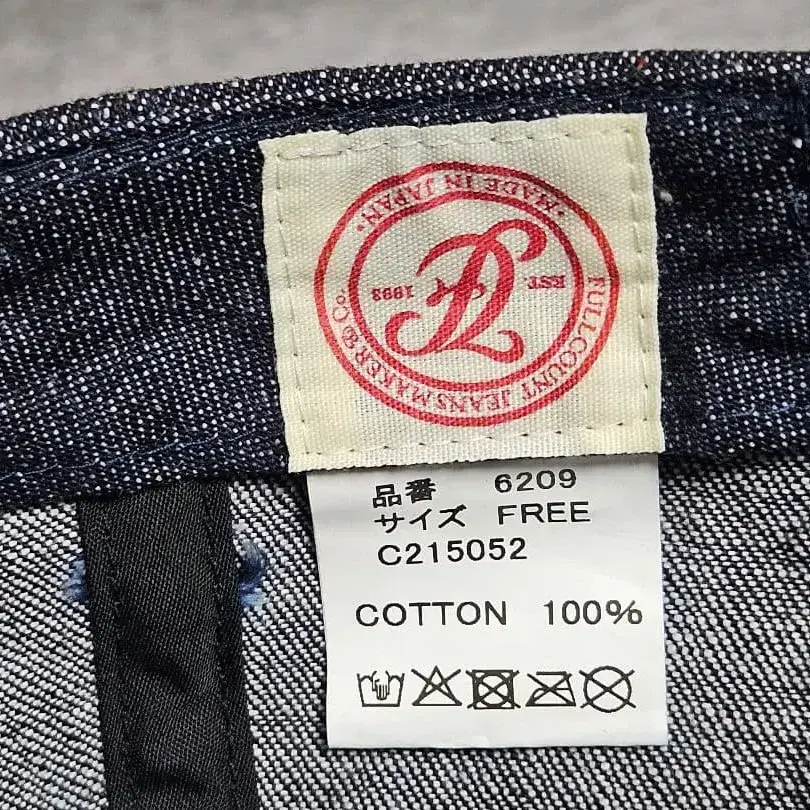 FULLCOUNT JEANS MAKER & CO.
・MADE IN JAPAN・
EST. 1993
品番 6209
サイズ FREE
C215052
COTTON 100%